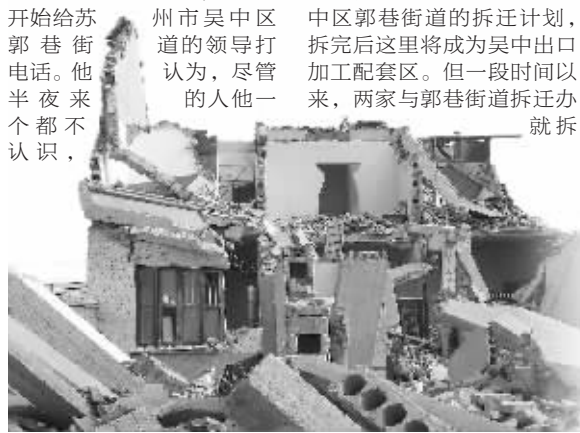 开始给苏州市吴中区
郭巷街道的领导打
电话。他认为，尽管
半夜来的人他一
个都不
认识，
中区郭巷街道的拆迁计划，
拆完后这里将成为吴中出口
加工配套区。但一段时间以
来，两家与郭巷街道拆迁办
就拆